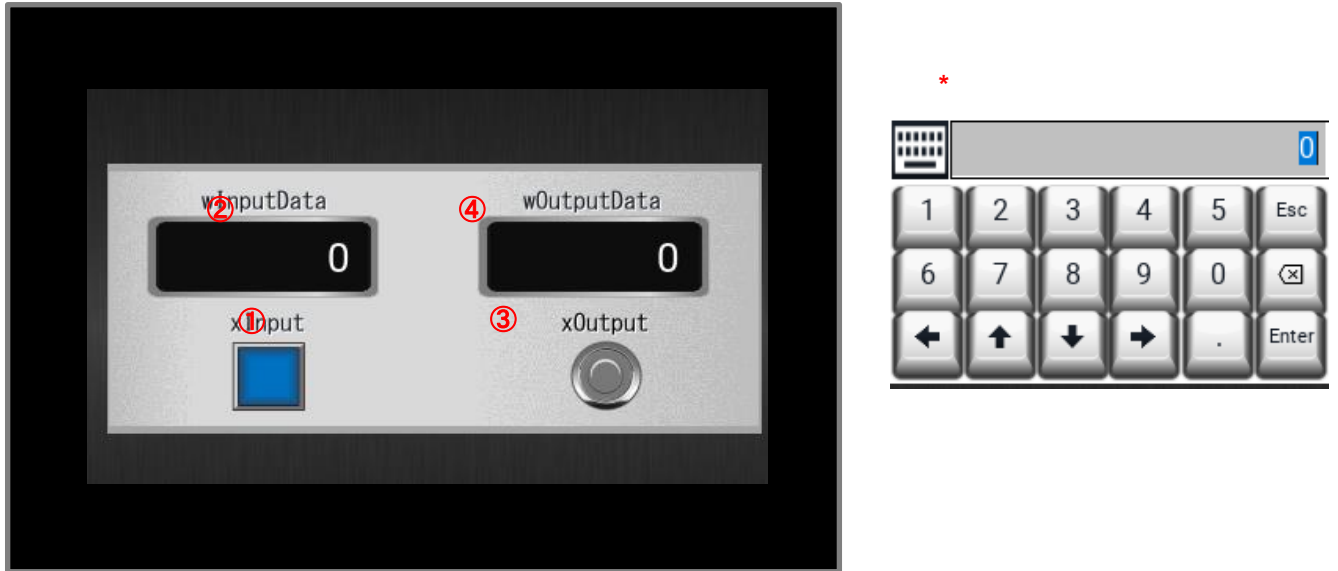 *
wInputData
②
④
wOutputData
0
0
①
xInput
③
xOutput
0
1 2 3 4 5 Esc
6 7 8 9 0
. Enter